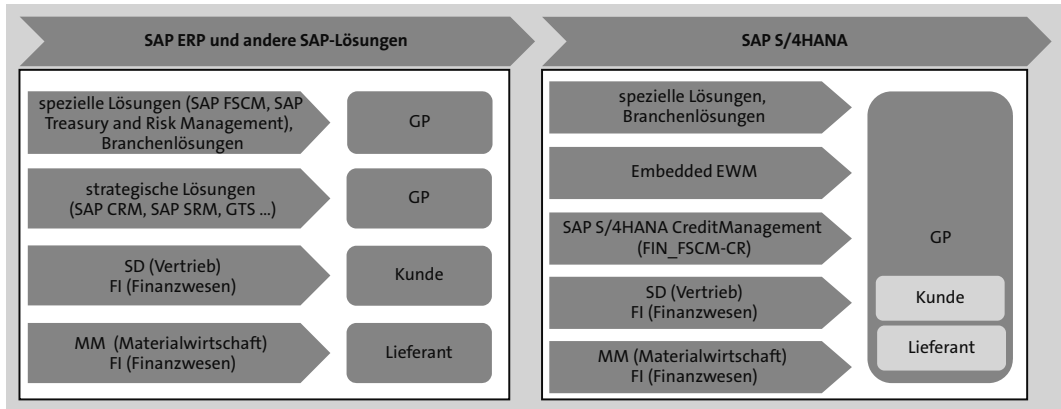 SAP ERP und andere SAP-Lösungen
spezielle Lösungen (SAP FSCM, SAP
Treasury and Risk Management),
Branchenlösungen
GP
strategische Lösungen
(SAP CRM, SAP SRM, GTS ...)
GP
SD (Vertrieb)
FI (Finanzwesen)
Kunde
MM (Materialwirtschaft)
FI (Finanzwesen)
Lieferant
SAP S/4HANA
spezielle Lösungen,
Branchenlösungen
Embedded EWM
SAP S/4HANA CreditManagement
(FIN_FSCM-CR)
SD (Vertrieb)
FI (Finanzwesen)
MM (Materialwirtschaft)
FI (Finanzwesen)
GP
Kunde
Lieferant